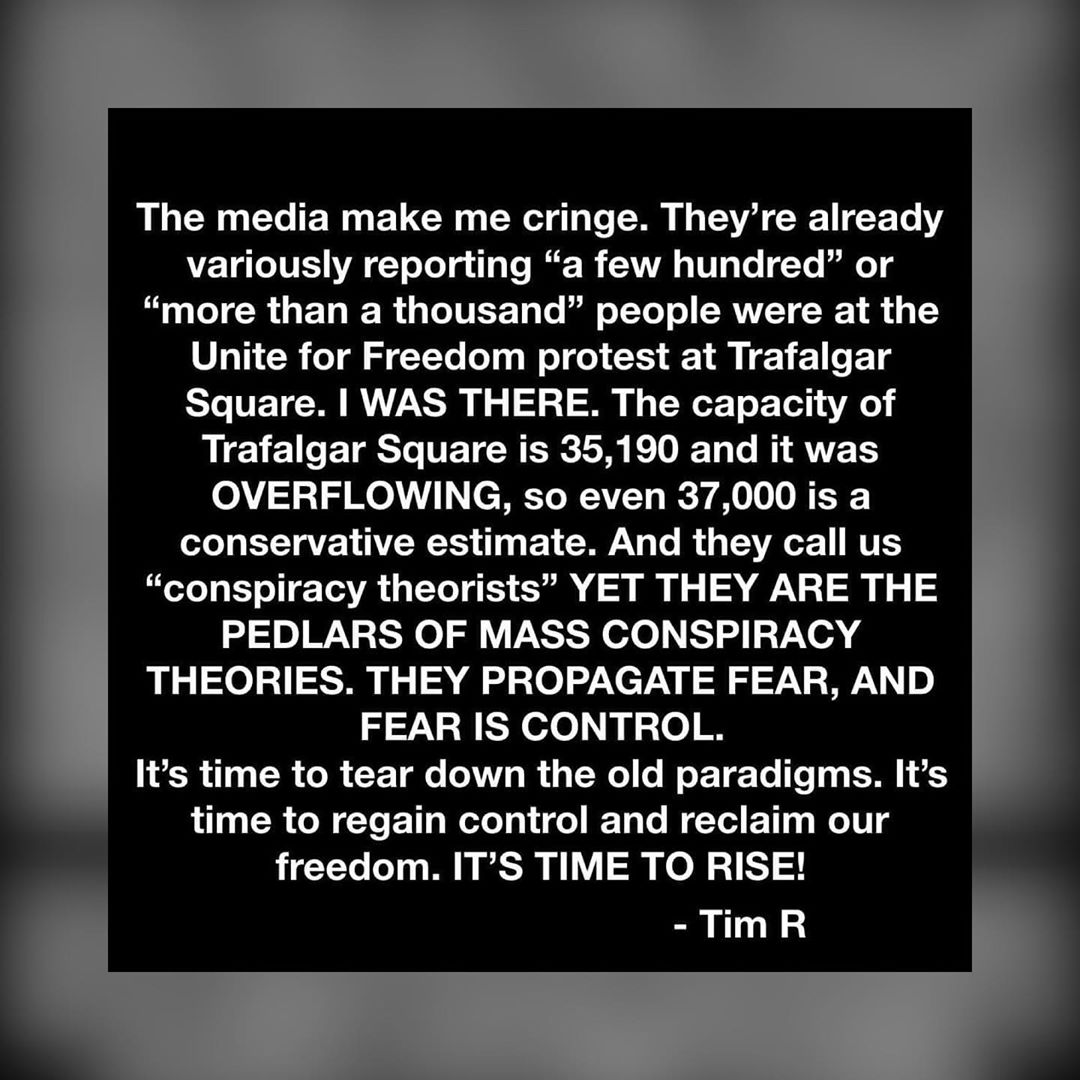 The media make me cringe. They’re already
variously reporting “a few hundred” or
“more than a thousand” people were at the
Unite for Freedom protest at Trafalgar
Square. I WAS THERE. The capacity of
Trafalgar Square is 35,190 and it was
OVERFLOWING, so even 37,000 is a
conservative estimate. And they call us
“conspiracy theorists” YET THEY ARE THE
PEDLARS OF MASS CONSPIRACY
THEORIES. THEY PROPAGATE FEAR, AND
FEAR IS CONTROL.
It’s time to tear down the old paradigms. It’s
time to regain control and reclaim our
freedom. IT’S TIME TO RISE!
- Tim R